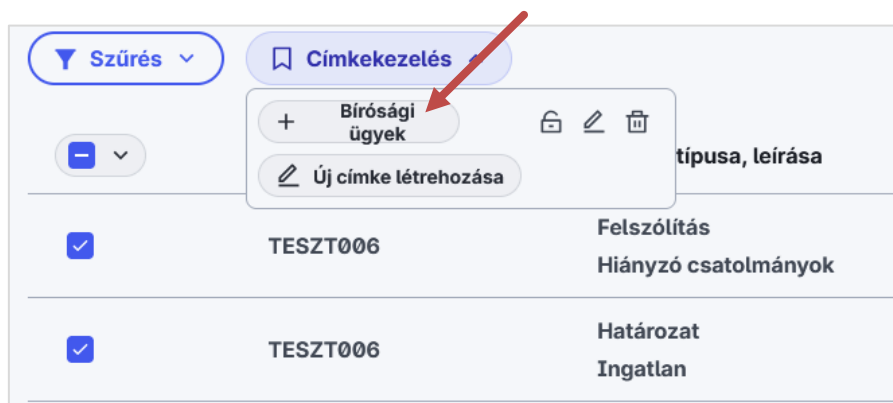 Szűrés
Címkekezelés
Bírósági
ügyek
Új címke létrehozása
típusa, leírása
TESZT006
Felszólítás
Hiányzó csatolmányok
TESZT006
Határozat
Ingatlan